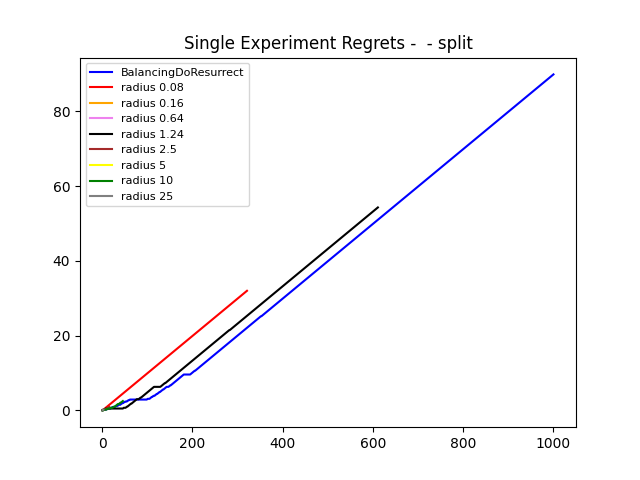 Single Experiment Regrets -  - split
BalancingDoResurrect
radius 0.08
radius 0.16
radius 0.64
radius 1.24
radius 2.5
radius 5
radius 10
radius 25
80
60
40
20
0
0 200 400 600 800 1000